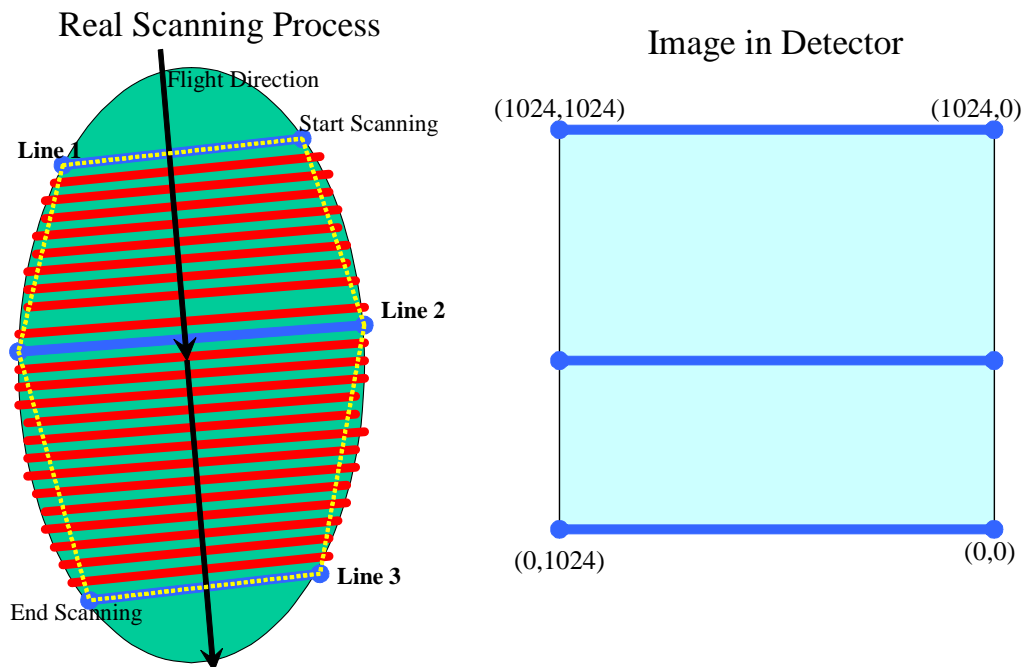 Real Scanning Process
Flight Direction
Start Scanning
Line 1
Line 2
Line 3
End Scanning
Image in Detector
(1024,1024)
(1024,0)
(0,1024)
(0,0)